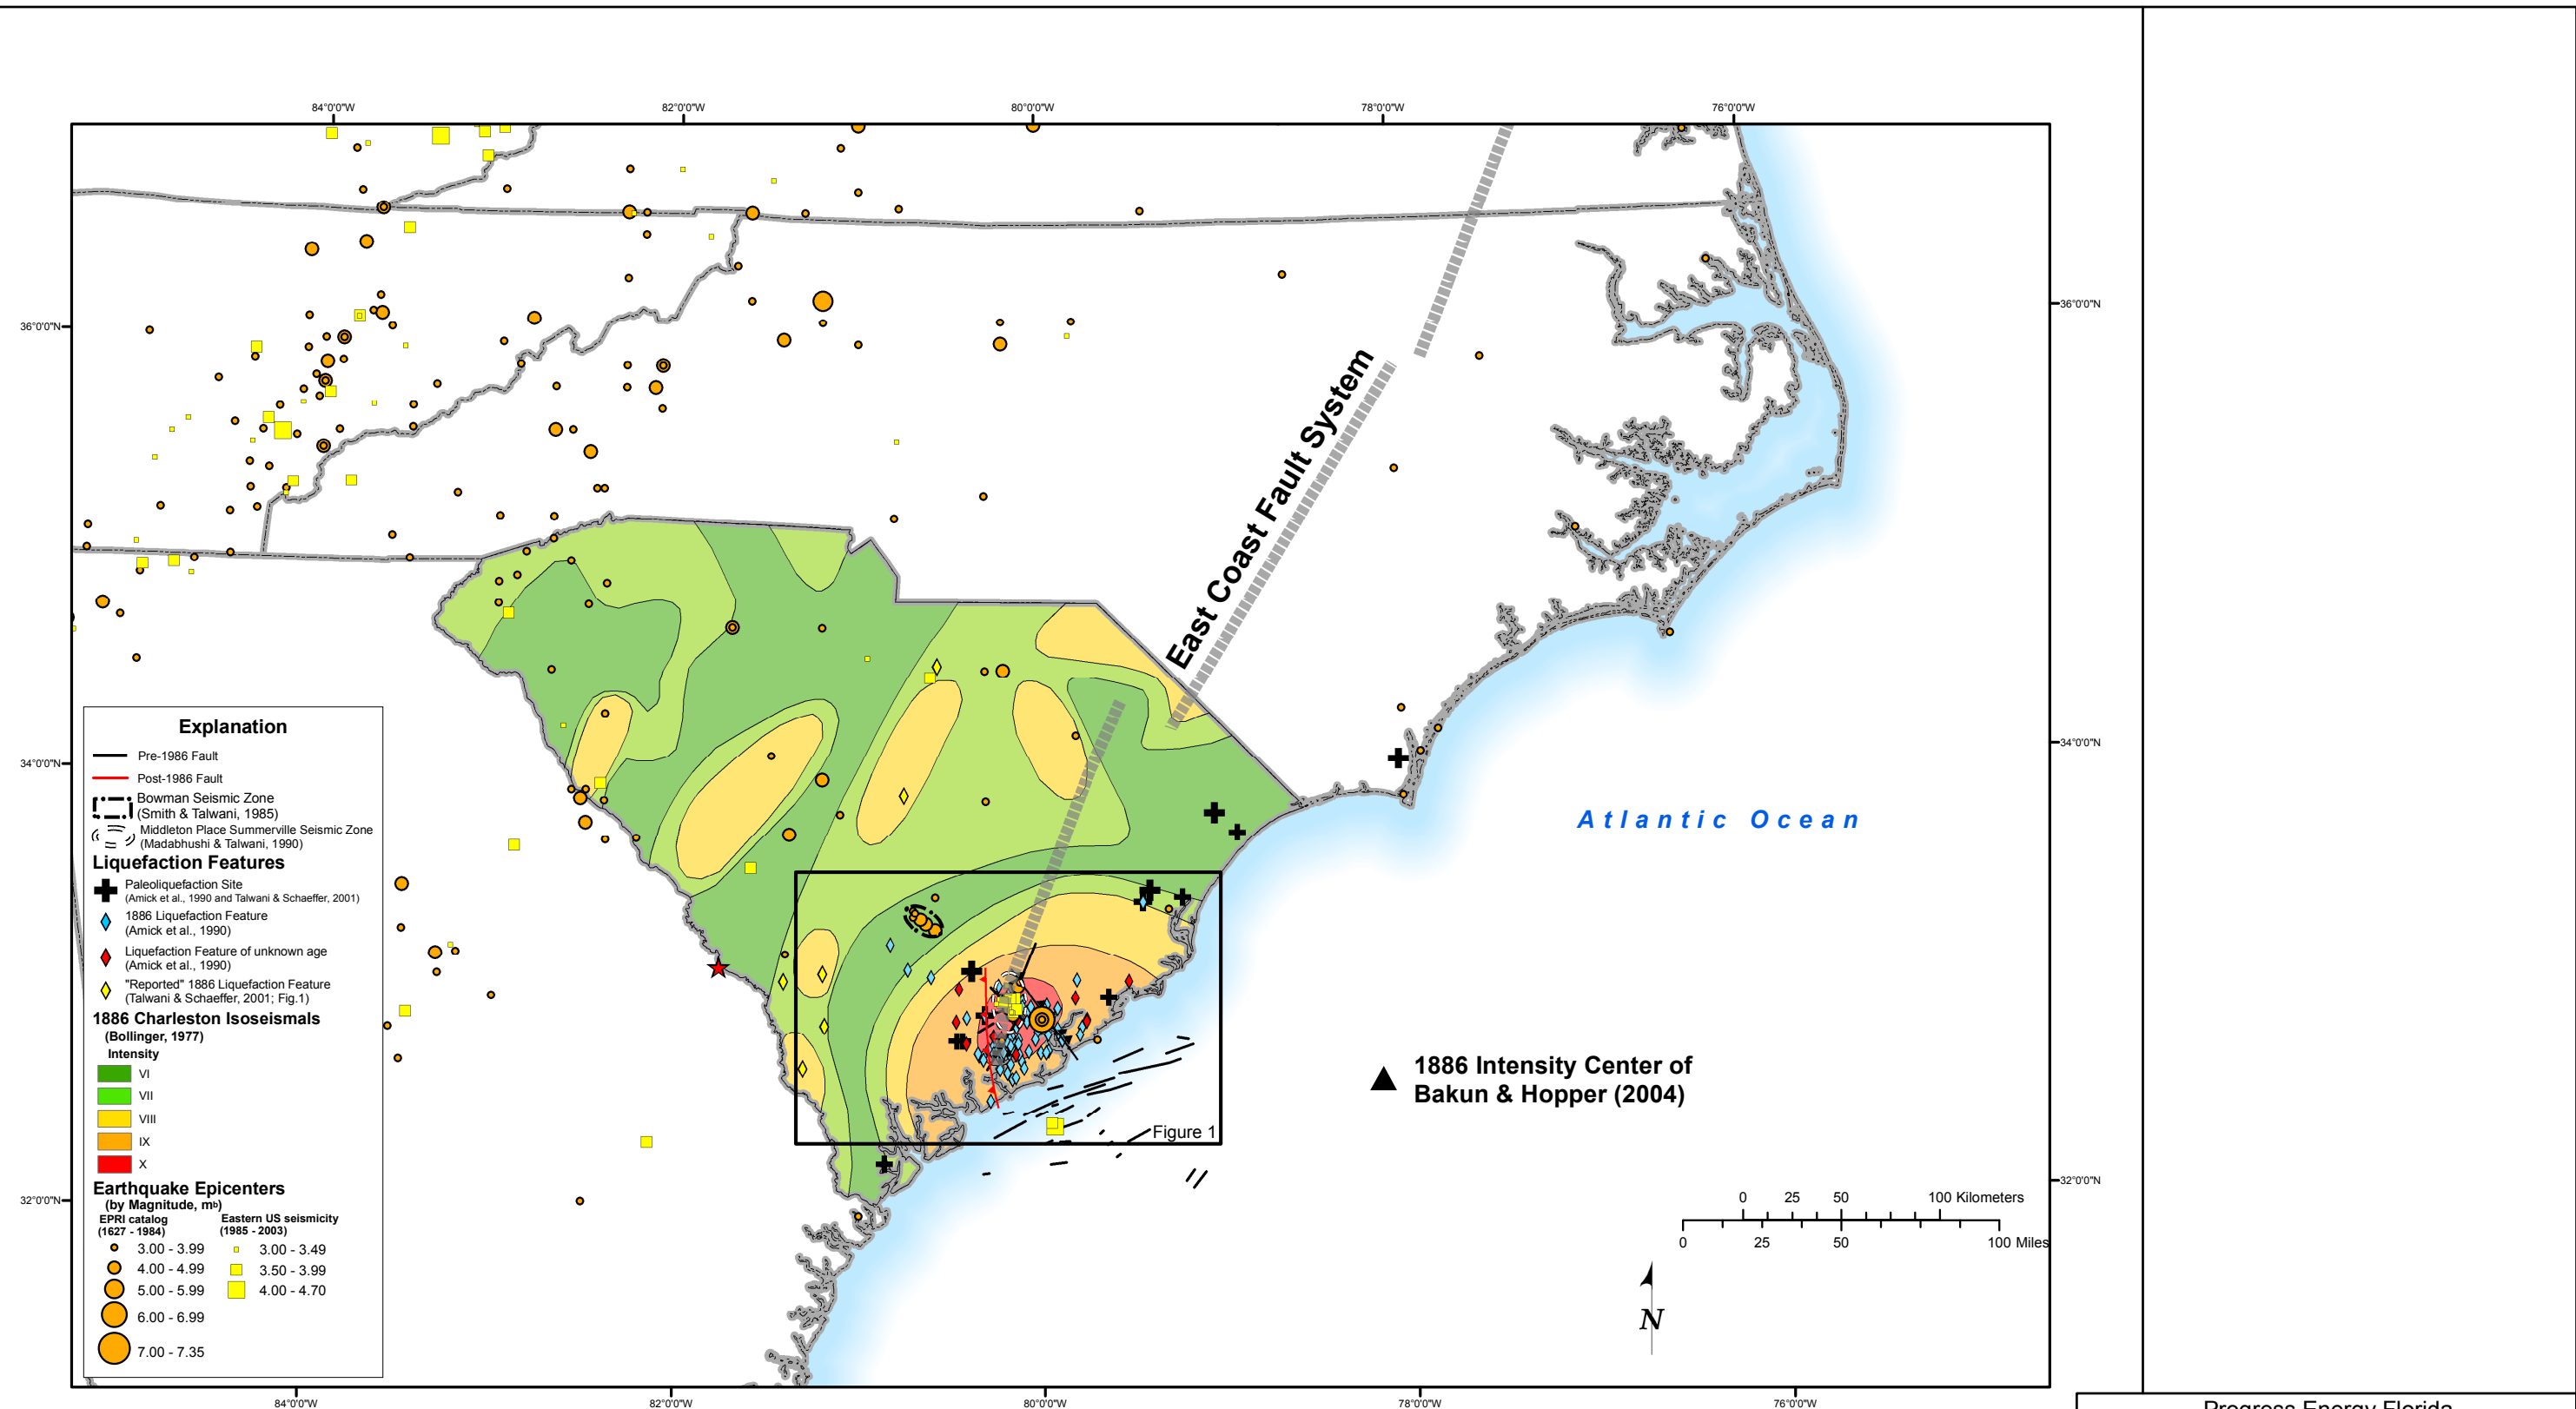 84°0'0"W
82°0'0"W
80°0'0"W
78°0'0"W
76°0'0"W
36°0'0"N
36°0'0"N
East Coast Fault System
34°0'0"N
34°0'0"N
Atlantic Ocean
Explanation
Pre-1986 Fault
Post-1986 Fault
Bowman Seismic Zone
(Smith & Talwani, 1985)
Middleton Place Summerville Seismic Zone
(Madabhushi & Talwani, 1990)
Liquefaction Features
Paleoliquefaction Site
(Amick et al., 1990 and Talwani & Schaeffer, 2001)
1886 Liquefaction Feature
(Amick et al., 1990)
Liquefaction Feature of unknown age
(Amick et al., 1990)
"Reported" 1886 Liquefaction Feature
(Talwani & Schaeffer, 2001; Fig.1)
1886 Charleston Isoseismals
(Bollinger, 1977)
Intensity
VI
VII
VIII
IX
X
Earthquake Epicenters
(by Magnitude, mb)
EPRI catalog
(1627 - 1984)
3.00 - 3.99
4.00 - 4.99
5.00 - 5.99
6.00 - 6.99
7.00 - 7.35
Eastern US seismicity
(1985 - 2003)
3.00 - 3.49
3.50 - 3.99
4.00 - 4.70
1886 Intensity Center of
Bakun & Hopper (2004)
Figure 1
32°0'0"N
32°0'0"N
0 25 50 100 Kilometers
0 25 50 100 Miles
N
84°0'0"W
82°0'0"W
80°0'0"W
78°0'0"W
76°0'0"W
Progress Energy Florida